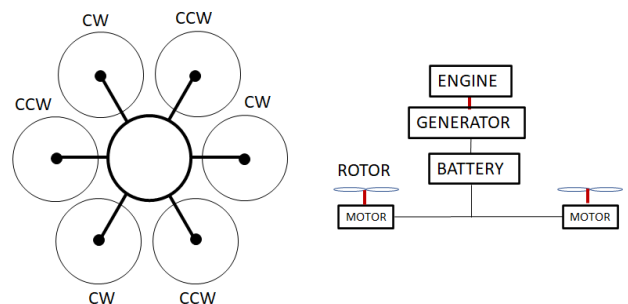 CW
CCW
CCW
CW
CW
CCW
ENGINE
GENERATOR
BATTERY
ROTOR
MOTOR
MOTOR